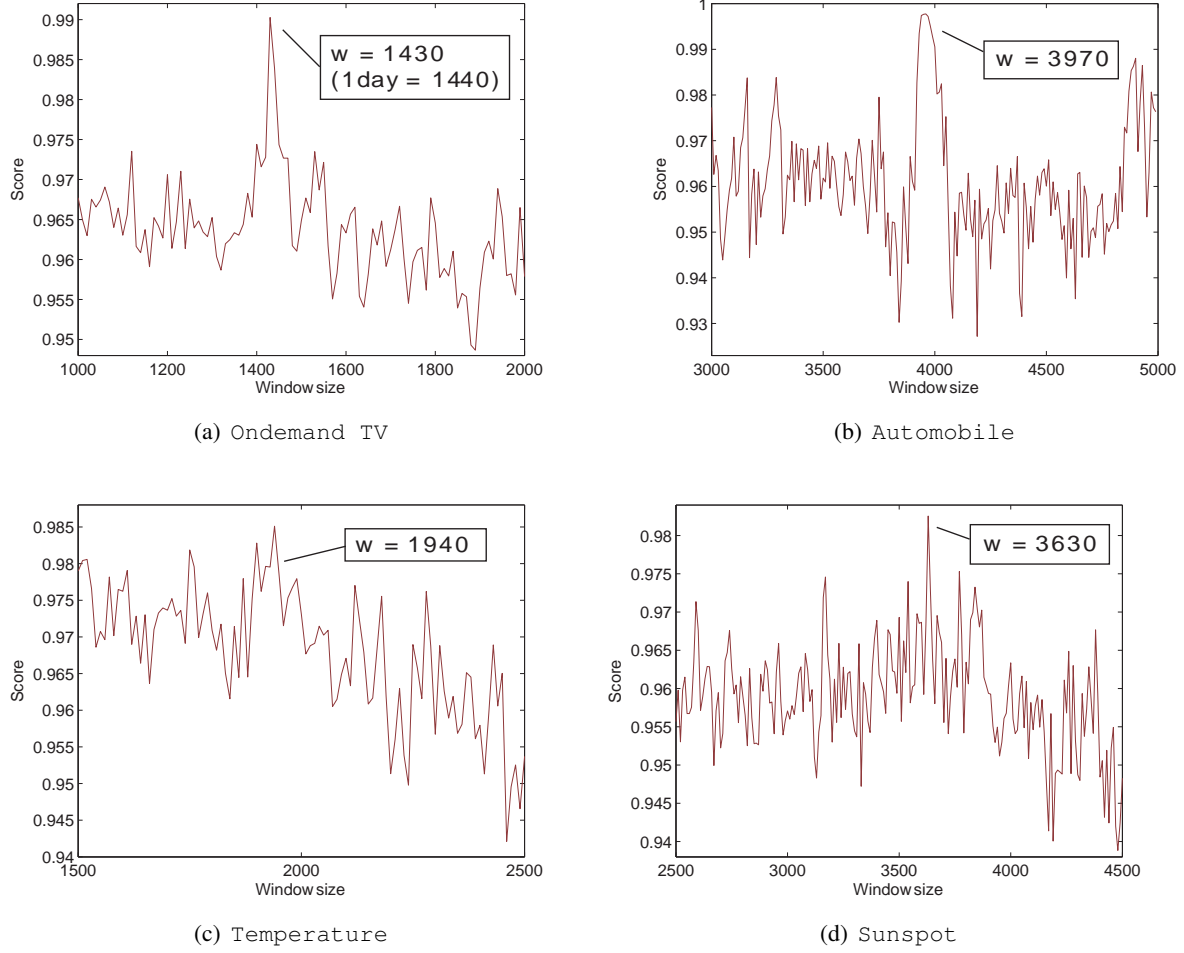 0.99
0.985
0.98
0.975
0.97
0.965
0.96
0.955
0.95
Score
w = 1430
(1day = 1440)
1000 1200 1400 1600 1800 2000
Window size
(a) Ondemand TV
1
0.99
0.98
0.97
0.96
0.95
0.94
0.93
Score
w = 3970
3000 3500 4000 4500 5000
Window size
(b) Automobile
0.985
0.98
0.975
0.97
0.965
0.96
0.955
0.95
0.945
0.94
Score
w = 1940
1500 2000 2500
Window size
(c) Temperature
0.98
0.975
0.97
0.965
0.96
0.955
0.95
0.945
0.94
Score
w = 3630
2500 3000 3500 4000 4500
Window size
(d) Sunspot